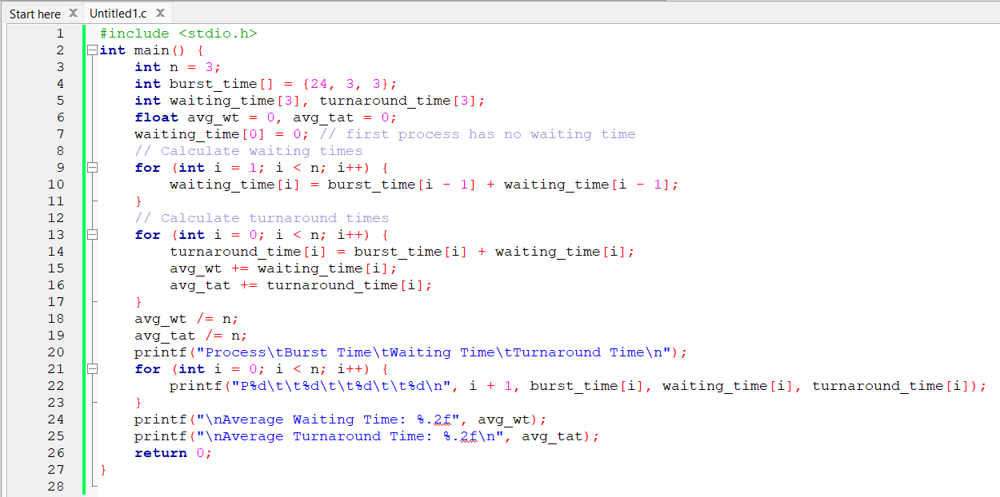 Start here X Untitled1.c X
1 #include <stdio.h>
2 int main() {
3 int n = 3;
4 int burst_time[] = {24, 3, 3};
5 int waiting_time[3], turnaround_time[3];
6 float avg_wt = 0, avg_tat = 0;
7 waiting_time[0] = 0; // first process has no waiting time
8 // Calculate waiting times
9 for (int i = 1; i < n; i++) {
10 waiting_time[i] = burst_time[i - 1] + waiting_time[i - 1];
11 }
12 // Calculate turnaround times
13 for (int i = 0; i < n; i++) {
14 turnaround_time[i] = burst_time[i] + waiting_time[i];
15 avg_wt += waiting_time[i];
16 avg_tat += turnaround_time[i];
17 }
18 avg_wt /= n;
19 avg_tat /= n;
20 printf("Process\tBurst Time\tWaiting Time\tTurnaround Time\n");
21 for (int i = 0; i < n; i++) {
22 printf("P%d\t\t%d\t\t%d\t\t%d\n", i + 1, burst_time[i], waiting_time[i], turnaround_time[i]);
23 }
24 printf("\nAverage Waiting Time: %.2f", avg_wt);
25 printf("\nAverage Turnaround Time: %.2f\n", avg_tat);
26 return 0;
27 }
28